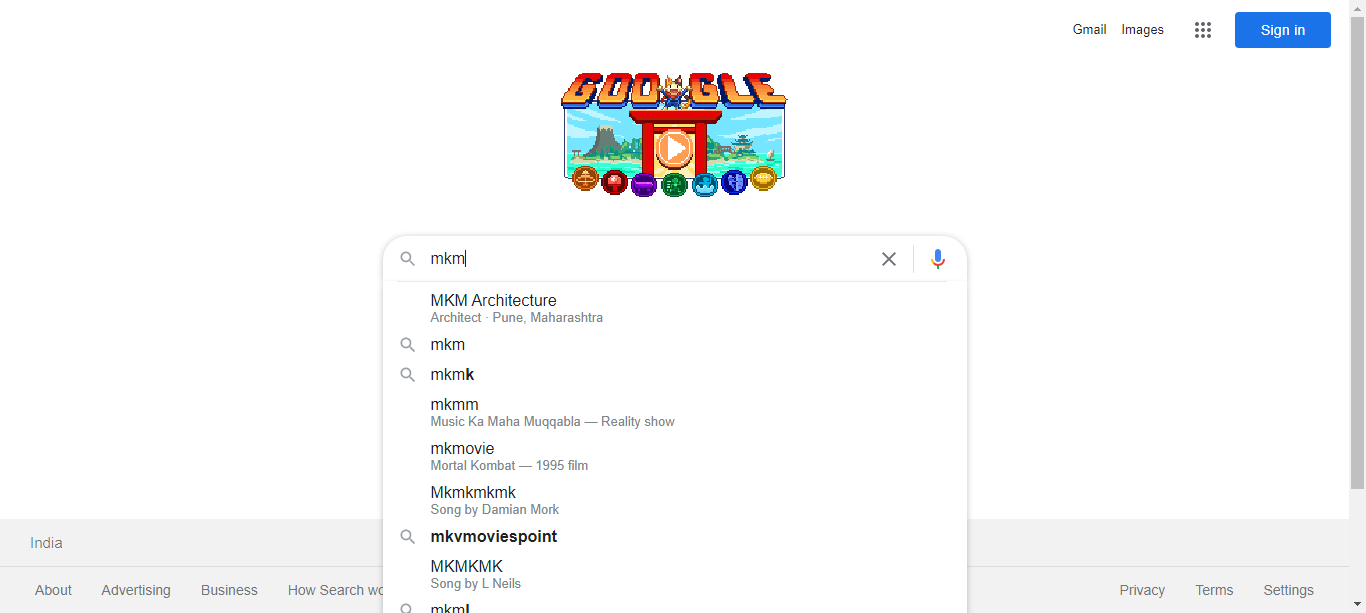 Gmail Images Sign in
GOOGLE
mkm
MKM Architecture
Architect · Pune, Maharashtra
mkm
mkmk
mkmm
Music Ka Maha Muqqabla — Reality show
mkmovie
Mortal Kombat — 1995 film
Mkmkmkmk
Song by Damian Mork
mkvmoviespoint
MKMKMK
Song by L Neils
India
About Advertising Business How Search Privacy Terms Settings